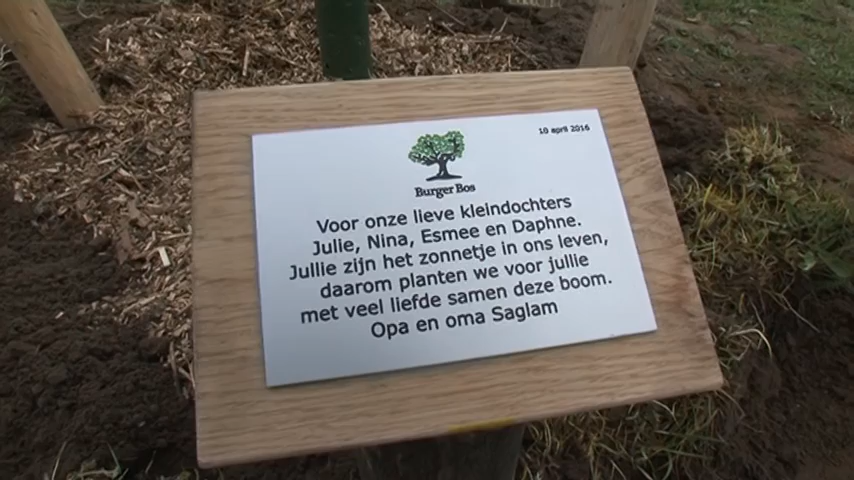 10 april 2016
Burger Bos
Voor onze lieve kleindochters
Julie, Nina, Esmee en Daphne.
Jullie zijn het zonnetje in ons leven,
daarom planten we voor jullie
met veel liefde samen deze boom.
Opa en oma Saglam